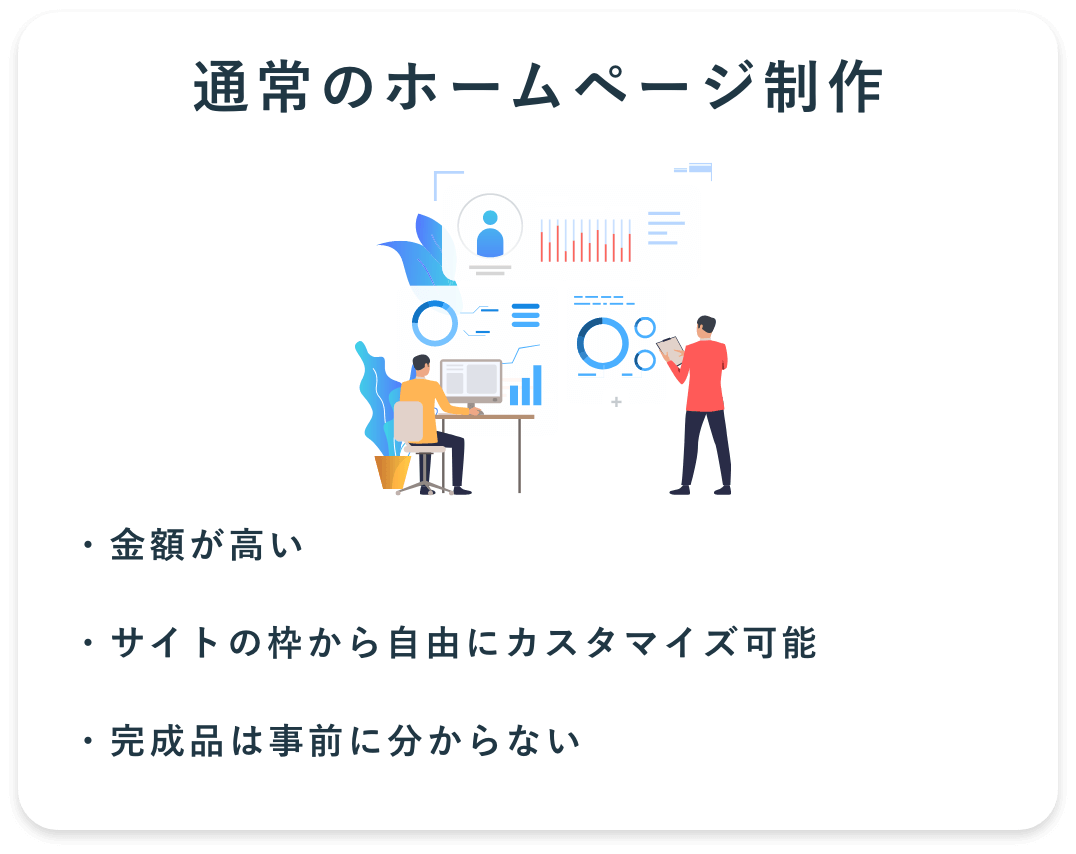 通常のホームページ制作
・金額が高い
・サイトの枠から自由にカスタマイズ可能
・完成品は事前に分からない